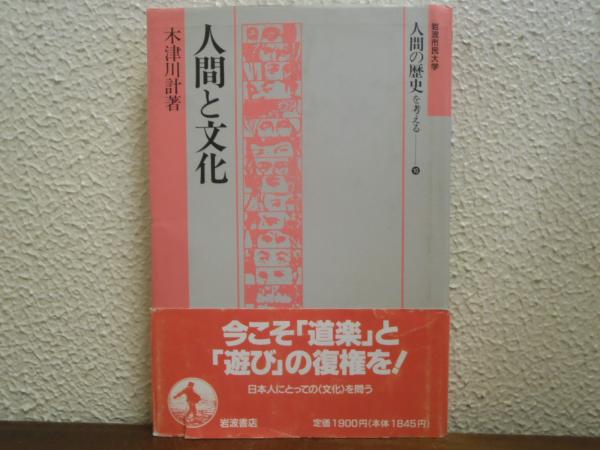 岩波市民大学
人間の歴史を考える──⑫
人間と文化
木津川計著
今こそ「道楽」と
「遊び」の復権を!
日本人にとっての〈文化〉を問う
岩波書店
定価1900円(本体1845円)